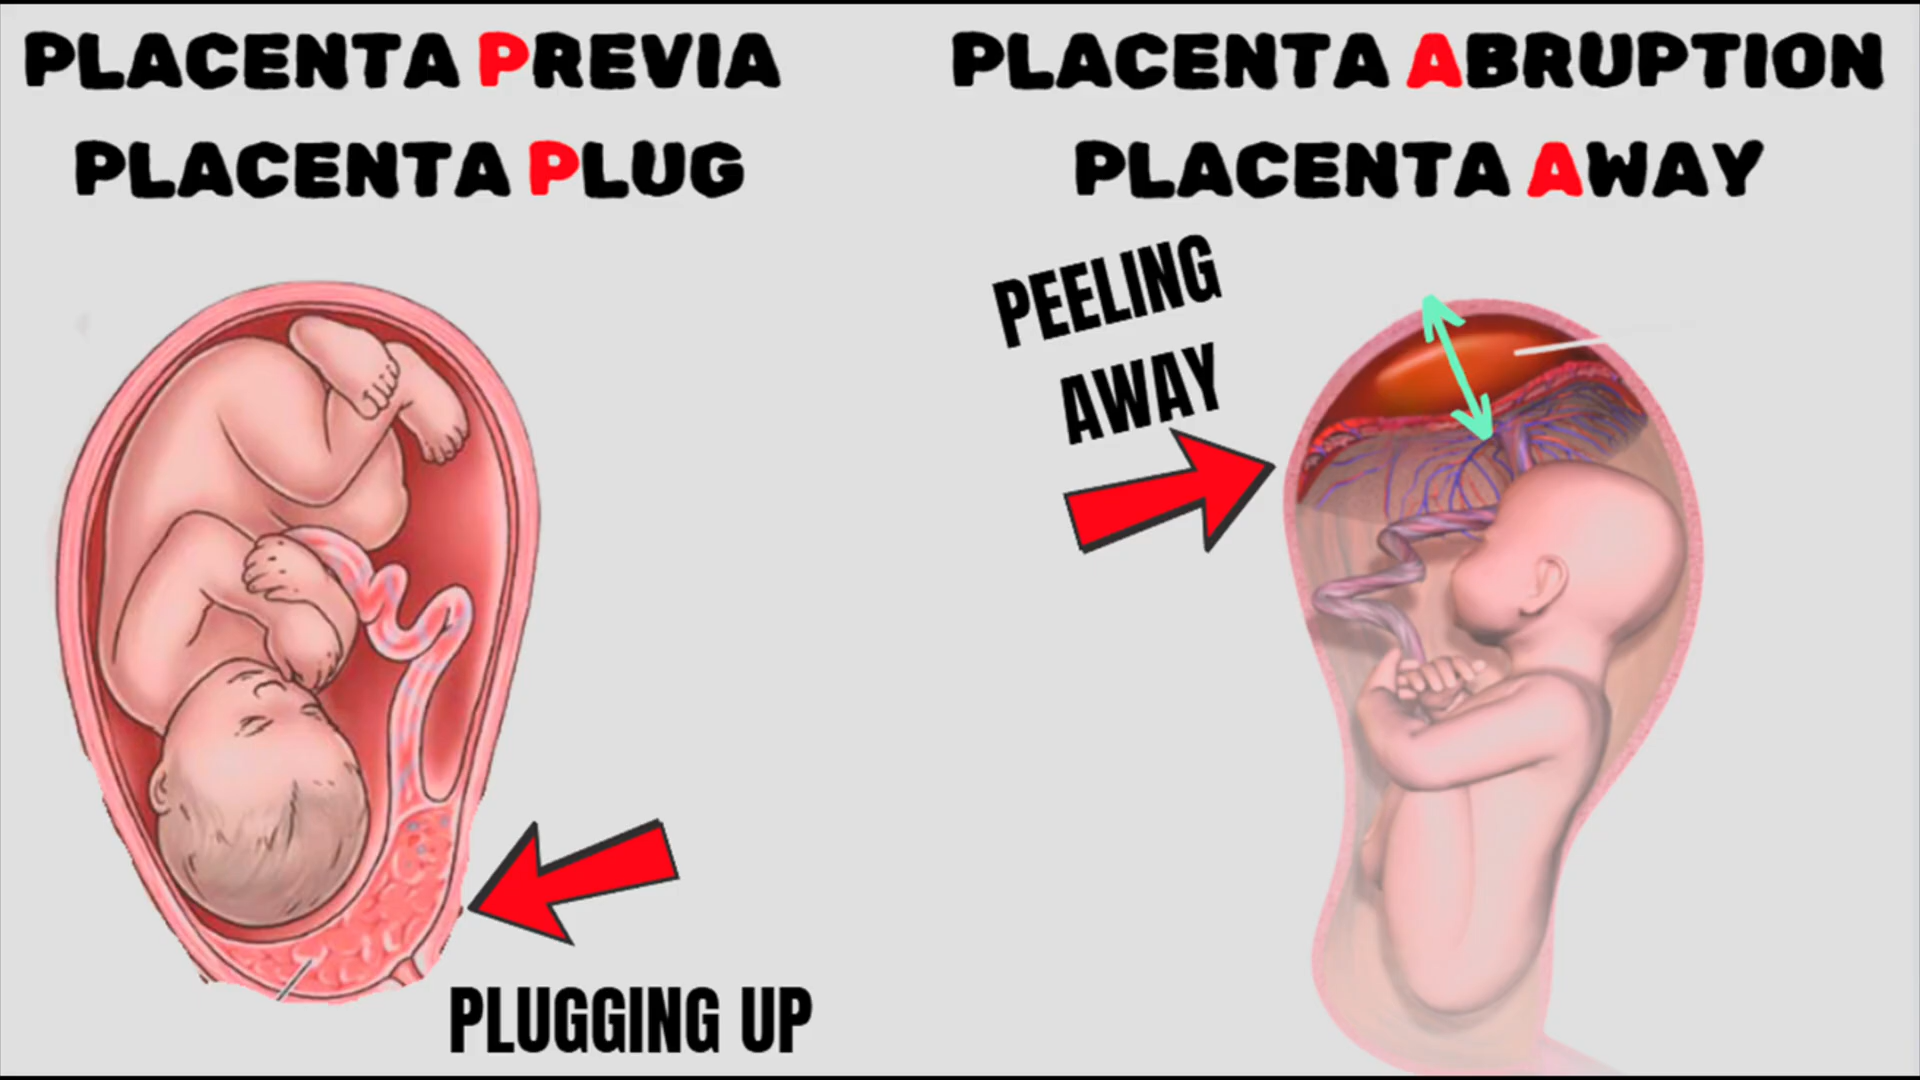 PLACENTA PREVIA
PLACENTA PLUG
PLUGGING UP
PLACENTA ABRUPTION
PLACENTA AWAY
PEELING
AWAY